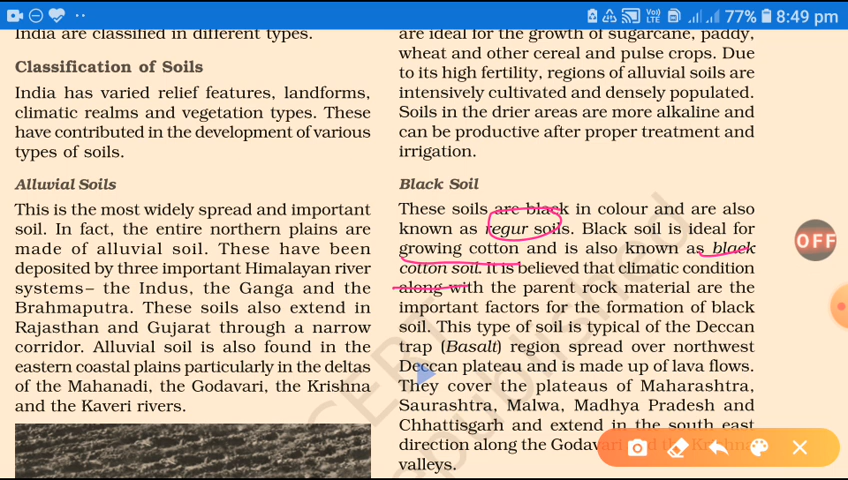 77% 8:49 pm
India are classified in different types.
Classification of Soils
India has varied relief features, landforms,
climatic realms and vegetation types. These
have contributed in the development of various
types of soils.
Alluvial Soils
This is the most widely spread and important
soil. In fact, the entire northern plains are
made of alluvial soil. These have been
deposited by three important Himalayan river
systems– the Indus, the Ganga and the
Brahmaputra. These soils also extend in
Rajasthan and Gujarat through a narrow
corridor. Alluvial soil is also found in the
eastern coastal plains particularly in the deltas
of the Mahanadi, the Godavari, the Krishna
and the Kaveri rivers.
are ideal for the growth of sugarcane, paddy,
wheat and other cereal and pulse crops. Due
to its high fertility, regions of alluvial soils are
intensively cultivated and densely populated.
Soils in the drier areas are more alkaline and
can be productive after proper treatment and
irrigation.
Black Soil
These soils are black in colour and are also
known as regur soils. Black soil is ideal for
growing cotton and is also known as black
cotton soil. It is believed that climatic condition
along with the parent rock material are the
important factors for the formation of black
soil. This type of soil is typical of the Deccan
trap (Basalt) region spread over northwest
Deccan plateau and is made up of lava flows.
They cover the plateaus of Maharashtra,
Saurashtra, Malwa, Madhya Pradesh and
Chhattisgarh and extend in the south east
direction along the Godavari and the Krishna
valleys.
OFF